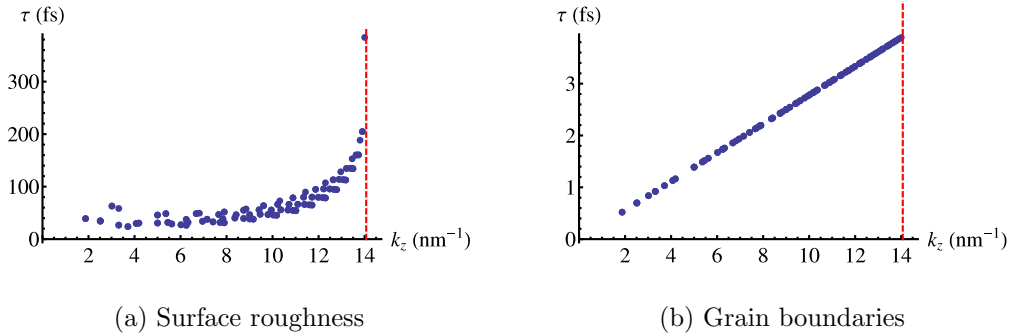 τ (fs)
300
200
100
0
2 4 6 8 10 12 14
k_z (nm⁻¹)
(a) Surface roughness
τ (fs)
3
2
1
0
2 4 6 8 10 12 14
k_z (nm⁻¹)
(b) Grain boundaries